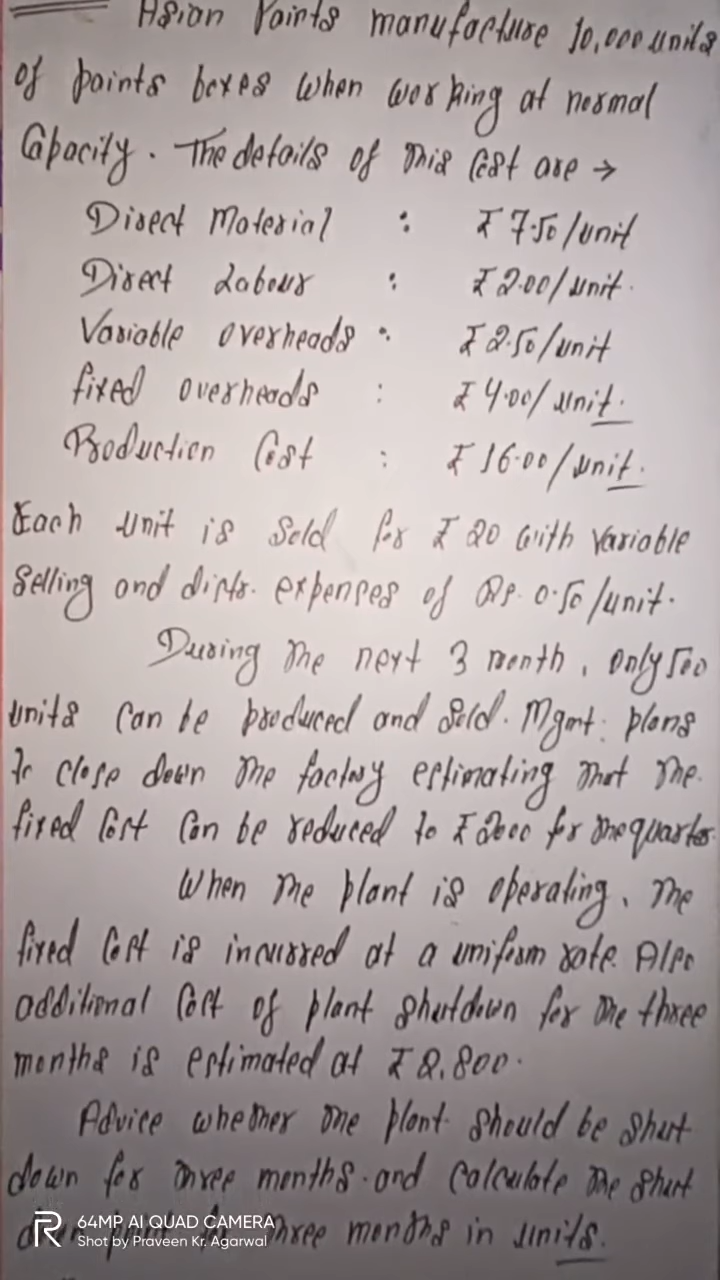 Asian Paints manufacture 10,000 units
of paints boxes when working at normal
Capacity. The details of this Cost are →
Direct Material : ₹ 7.50/unit
Direct Labour : ₹ 2.00/unit.
Variable overheads : ₹ 2.50/unit
fixed overheads : ₹ 4.00/unit.
Production Cost : ₹ 16.00/unit.
Each unit is Sold for ₹ 20 with variable
Selling and distr. expenses of Rs. 0.50/unit.
During the next 3 month, only 500
units can be produced and Sold. Mgmt. plans
to close down the factory estimating that the
fixed Cost Can be reduced to ₹ 2000 for the quarter.
When the plant is operating, the
fixed Cost is incurred at a uniform rate. Also
additional Cost of plant shutdown for the three
months is estimated at ₹ 2,800.
Advice whether the plant should be shut
down for three months and calculate the shut
three months in units.
64MP AI QUAD CAMERA
Shot by Praveen Kr. Agarwal